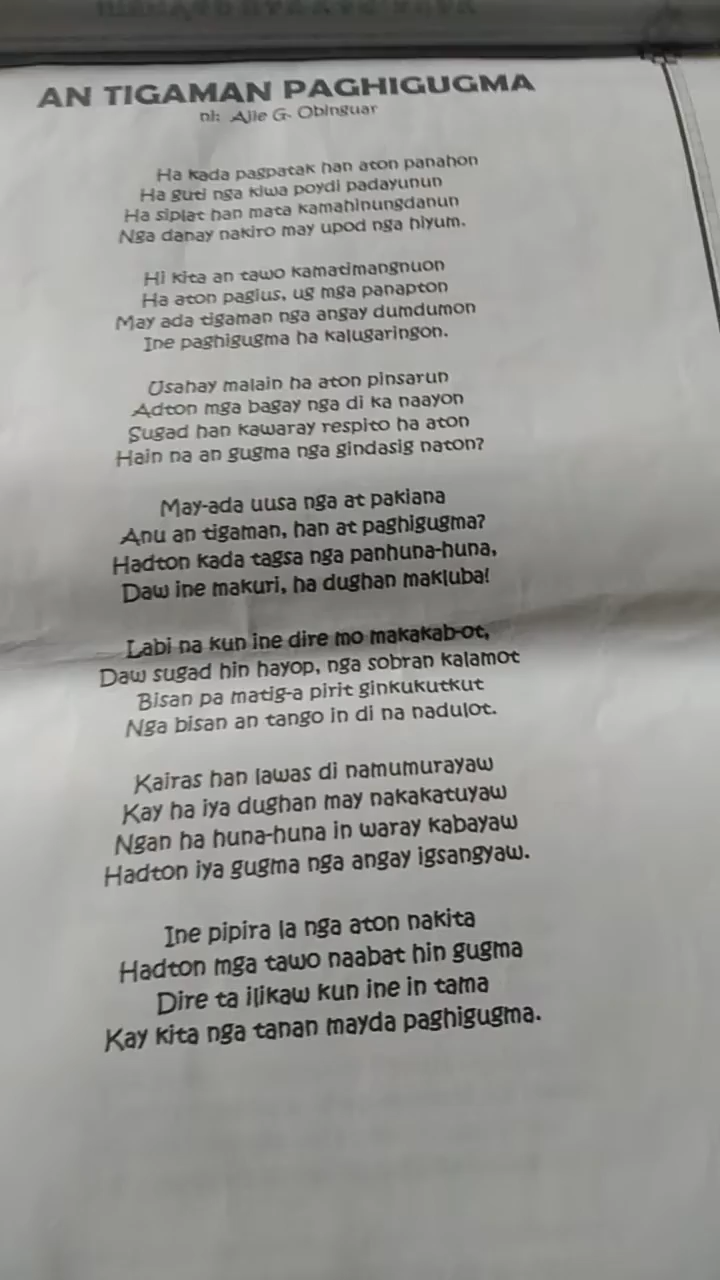 AN TIGAMAN PAGHIGUGMA
ni: Ajie G. Obinguar
Ha kada pagpatak han aton panahon
Ha guti nga kiwa poydi padayunun
Ha siplat han mata kamahinungdanun
Nga danay nakiro may upod nga hiyum.
Hi kita an tawo kamatimangnuon
Ha aton pagius, ug mga panapton
May ada tigaman nga angay dumdumon
Ine paghigugma ha kalugaringon.
Usahay malain ha aton pinsarun
Adton mga bagay nga di ka naayon
Sugad han kawaray respito ha aton
Hain na an gugma nga gindasig naton?
May-ada uusa nga at pakiana
Anu an tigaman, han at paghigugma?
Hadton kada tagsa nga panhuna-huna,
Daw ine makuri, ha dughan makluba!
Labi na kun ine dire mo makakab-ot,
Daw sugad hin hayop, nga sobran kalamot
Bisan pa matig-a pirit ginkukutkut
Nga bisan an tango in di na nadulot.
Kairas han lawas di namumurayaw
Kay ha iya dughan may nakakatuyaw
Ngan ha huna-huna in waray kabayaw
Hadton iya gugma nga angay igsangyaw.
Ine pipira la nga aton nakita
Hadton mga tawo naabat hin gugma
Dire ta ilikaw kun ine in tama
Kay kita nga tanan mayda paghigugma.